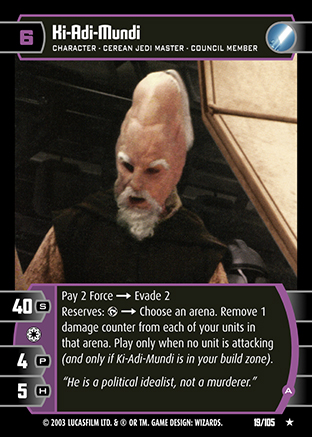 6 Ki-Adi-Mundi
CHARACTER · CEREAN JEDI MASTER · COUNCIL MEMBER
40 S
4 P
5 H
Pay 2 Force → Evade 2
Reserves: → Choose an arena. Remove 1
damage counter from each of your units in
that arena. Play only when no unit is attacking
(and only if Ki-Adi-Mundi is in your build zone).
“He is a political idealist, not a murderer.”
A
© 2003 LUCASFILM LTD. & ® OR TM. GAME DESIGN: WIZARDS. 19/105 ★